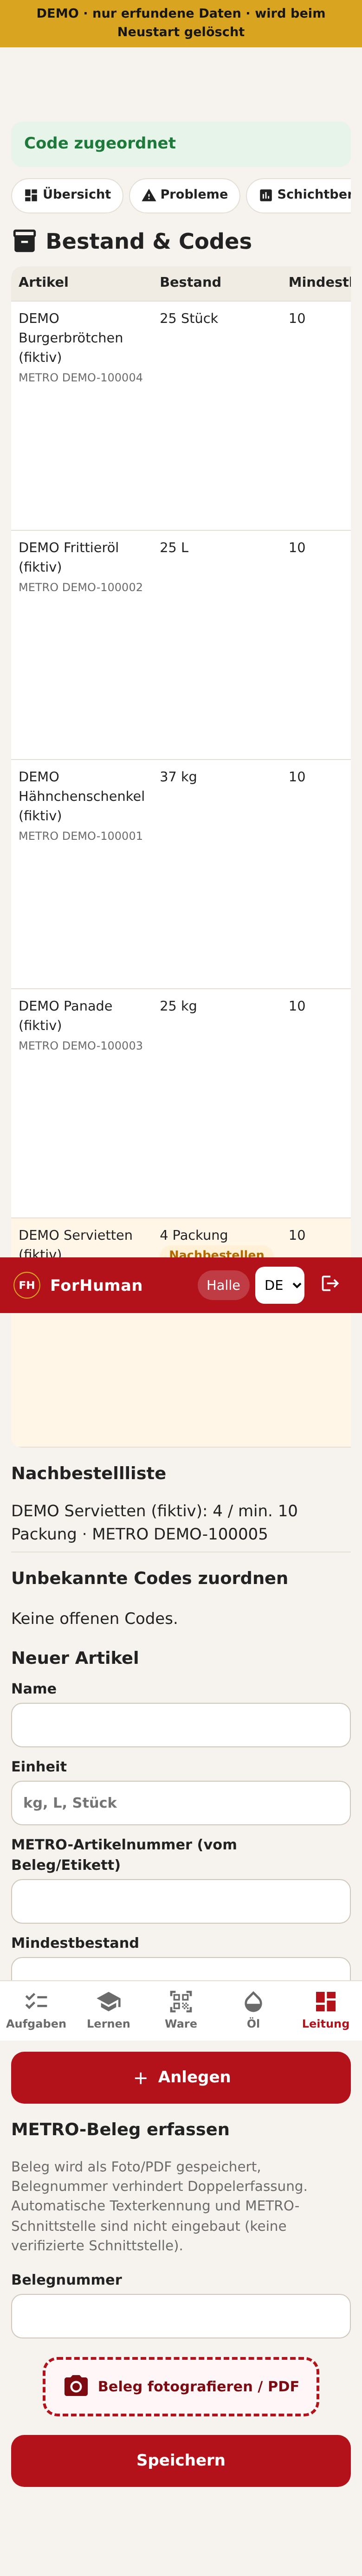 DEMO · nur erfundene Daten · wird beim
Neustart gelöscht
Code zugeordnet
Übersicht
Probleme
Bestand & Codes
Artikel
Bestand
DEMO
Burgerbrötchen
(fiktiv)
METRO DEMO-100004
25 Stück
10
DEMO Frittieröl
(fiktiv)
METRO DEMO-100002
25 L
10
DEMO
Hähnchenschenkel
(fiktiv)
METRO DEMO-100001
37 kg
10
DEMO Panade
(fiktiv)
METRO DEMO-100003
25 kg
10
DEMO Servietten
(fiktiv)
4 Packung
Nachbestellen
10
FH
ForHuman
Halle
DE
Nachbestellliste
DEMO Servietten (fiktiv): 4 / min. 10
Packung · METRO DEMO-100005
Unbekannte Codes zuordnen
Keine offenen Codes.
Neuer Artikel
Name
Einheit
kg, L, Stück
METRO-Artikelnummer (vom
Beleg/Etikett)
Mindestbestand
Aufgaben
Lernen
Ware
Öl
Leitung
+ Anlegen
METRO-Beleg erfassen
Beleg wird als Foto/PDF gespeichert,
Belegnummer verhindert Doppelerfassung.
Automatische Texterkennung und METRO-
Schnittstelle sind nicht eingebaut (keine
verifizierte Schnittstelle).
Belegnummer
Beleg fotografieren / PDF
Speichern